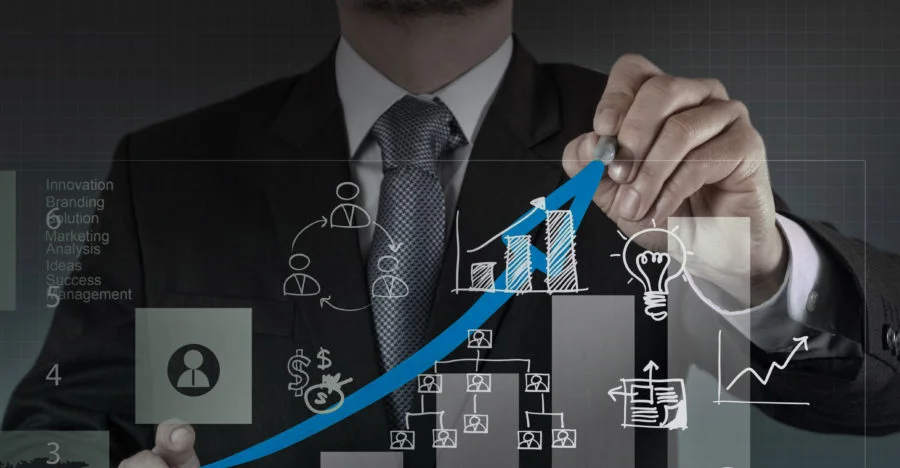 Innovation
Branding
Solution
6
Marketing
Analysis
Ideas
Success
5
Management
4
3
$ $
$